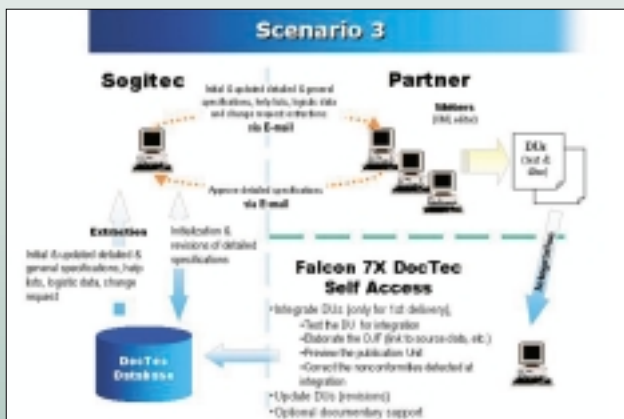 Scenario 3
Sogitec
Partner
Initial & updated detailed & general
specifications, help lists, logistic data
and change request extractions
via E-mail
Writers
(XML editor)
DUs
(text &
illus)
Approve detailed specifications
via E-mail
Extraction
Initial & updated detailed &
general specifications, help
lists, logistic data, change
request
Initialization &
revisions of detailed
specifications
Integration
Falcon 7X DocTec
Self Access
•Integrate DUs (only for 1st delivery),
•Test the DU for integration
•Elaborate the DJF (link to source data, etc.)
•Preview the publication Unit
•Correct the nonconformities detected at
integration
•Update DUs (revisions)
•Optional documentary support
DocTec
Database